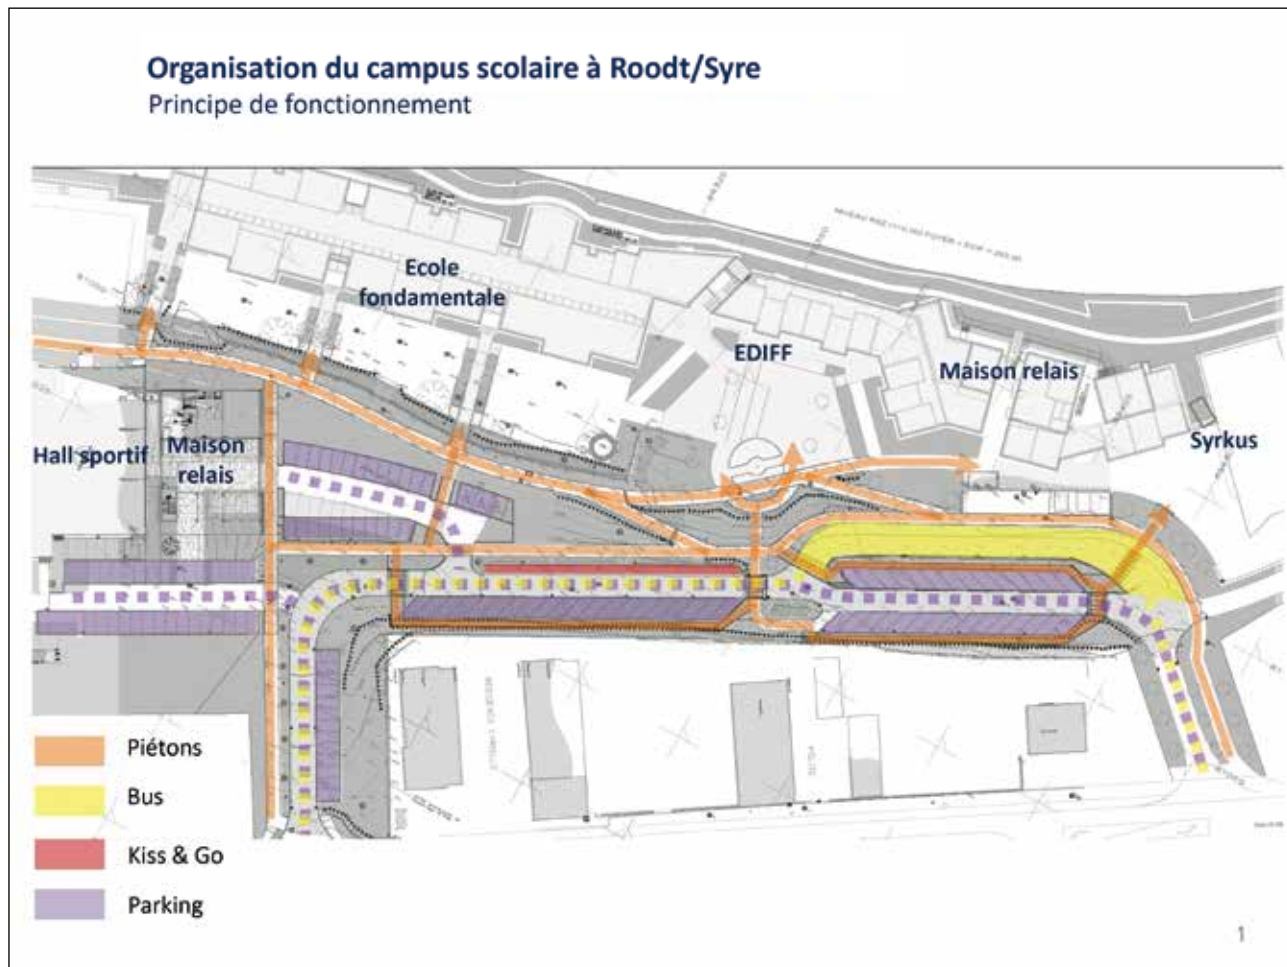 Organisation du campus scolaire à Roodt/Syre
Principe de fonctionnement
Ecole
fondamentale
EDIFF
Maison relais
Syrkus
Hall sportif
Maison
relais
Piétons
Bus
Kiss & Go
Parking
1